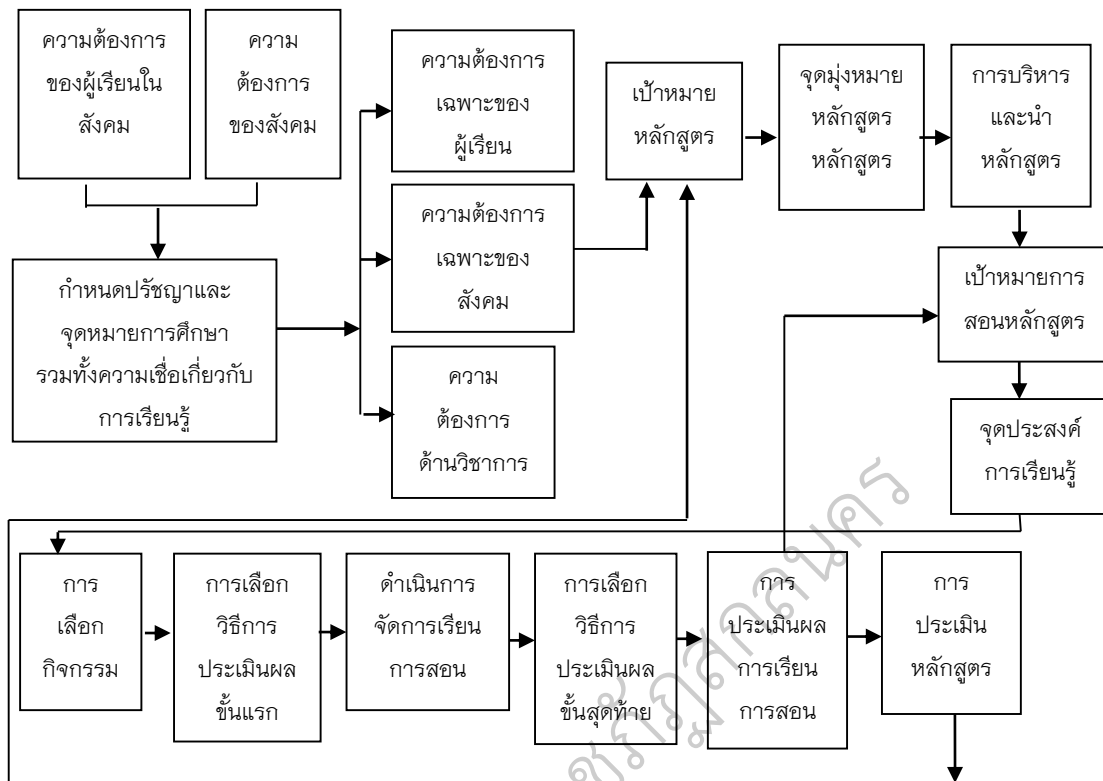 ความต้องการ
ของผู้เรียนใน
สังคม
ความ
ต้องการ
ของสังคม
ความต้องการ
เฉพาะของ
ผู้เรียน
เป้าหมาย
หลักสูตร
จุดมุ่งหมาย
หลักสูตร
หลักสูตร
การบริหาร
และนำ
หลักสูตร
กำหนดปรัชญาและ
จุดหมายการศึกษา
รวมทั้งความเชื่อเกี่ยวกับ
การเรียนรู้
ความต้องการ
เฉพาะของ
สังคม
เป้าหมายการ
สอนหลักสูตร
ความ
ต้องการ
ด้านวิชาการ
จุดประสงค์
การเรียนรู้
การ
เลือก
กิจกรรม
การเลือก
วิธีการ
ประเมินผล
ขั้นแรก
ดำเนินการ
จัดการเรียน
การสอน
การเลือก
วิธีการ
ประเมินผล
ขั้นสุดท้าย
การ
ประเมินผล
การเรียน
การสอน
การ
ประเมิน
หลักสูตร
ชภัฏสกลนคร